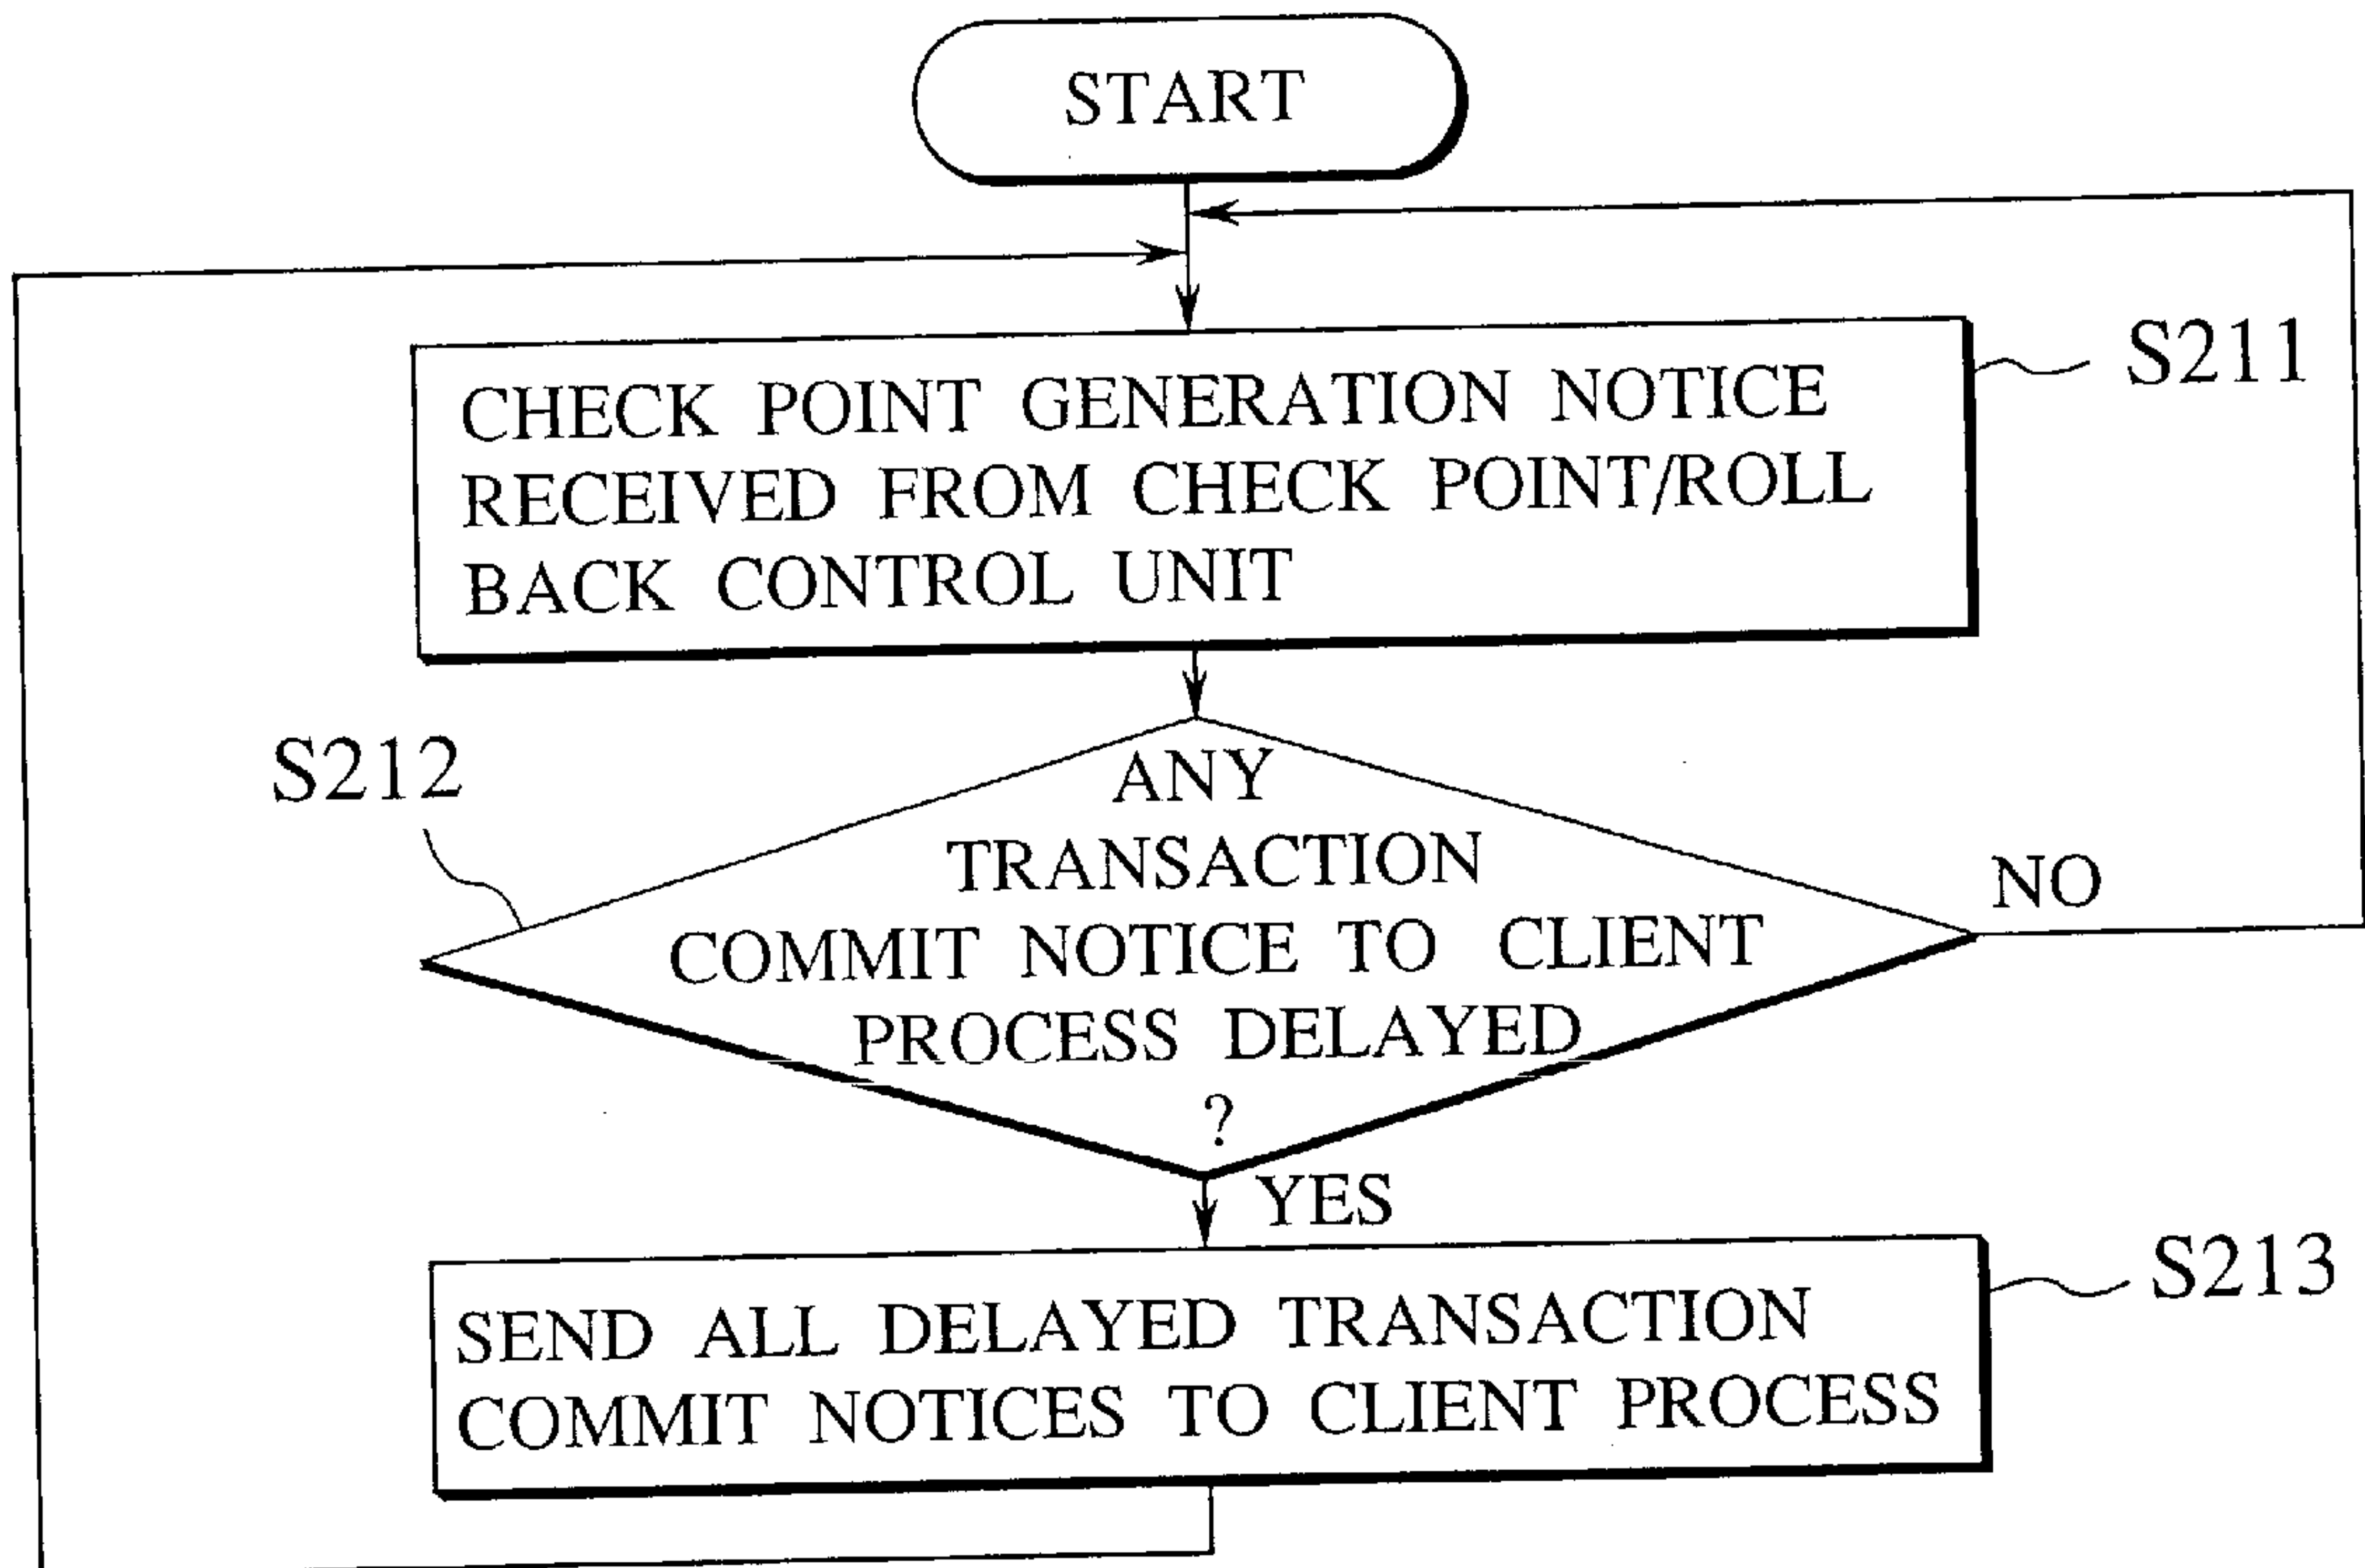 START
S211
CHECK POINT GENERATION NOTICE
RECEIVED FROM CHECK POINT/ROLL
BACK CONTROL UNIT
S212
ANY
TRANSACTION
COMMIT NOTICE TO CLIENT
PROCESS DELAYED
?
NO
YES
S213
SEND ALL DELAYED TRANSACTION
COMMIT NOTICES TO CLIENT PROCESS